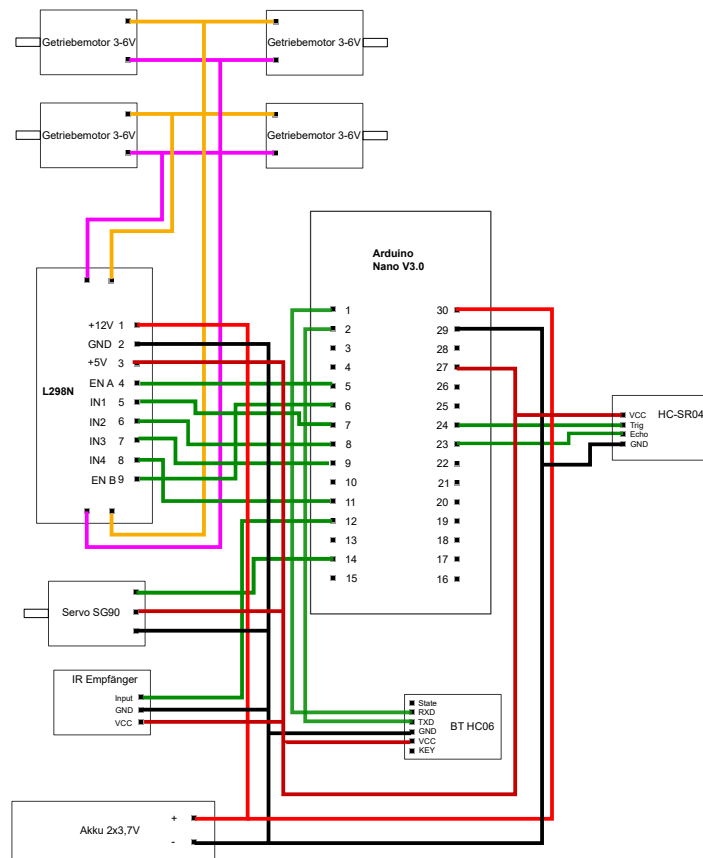 Getriebemotor 3-6V
Getriebemotor 3-6V
Getriebemotor 3-6V
Getriebemotor 3-6V
Arduino
Nano V3.0
1
2
3
4
5
6
7
8
9
10
11
12
13
14
15
30
29
28
27
26
25
24
23
22
21
20
19
18
17
16
L298N
+12V 1
GND 2
+5V 3
EN A 4
IN1 5
IN2 6
IN3 7
IN4 8
EN B 9
HC-SR04
VCC
Trig
Echo
GND
Servo SG90
IR Empfänger
Input
GND
VCC
BT HC06
State
RXD
TXD
GND
VCC
KEY
Akku 2x3,7V
+
-